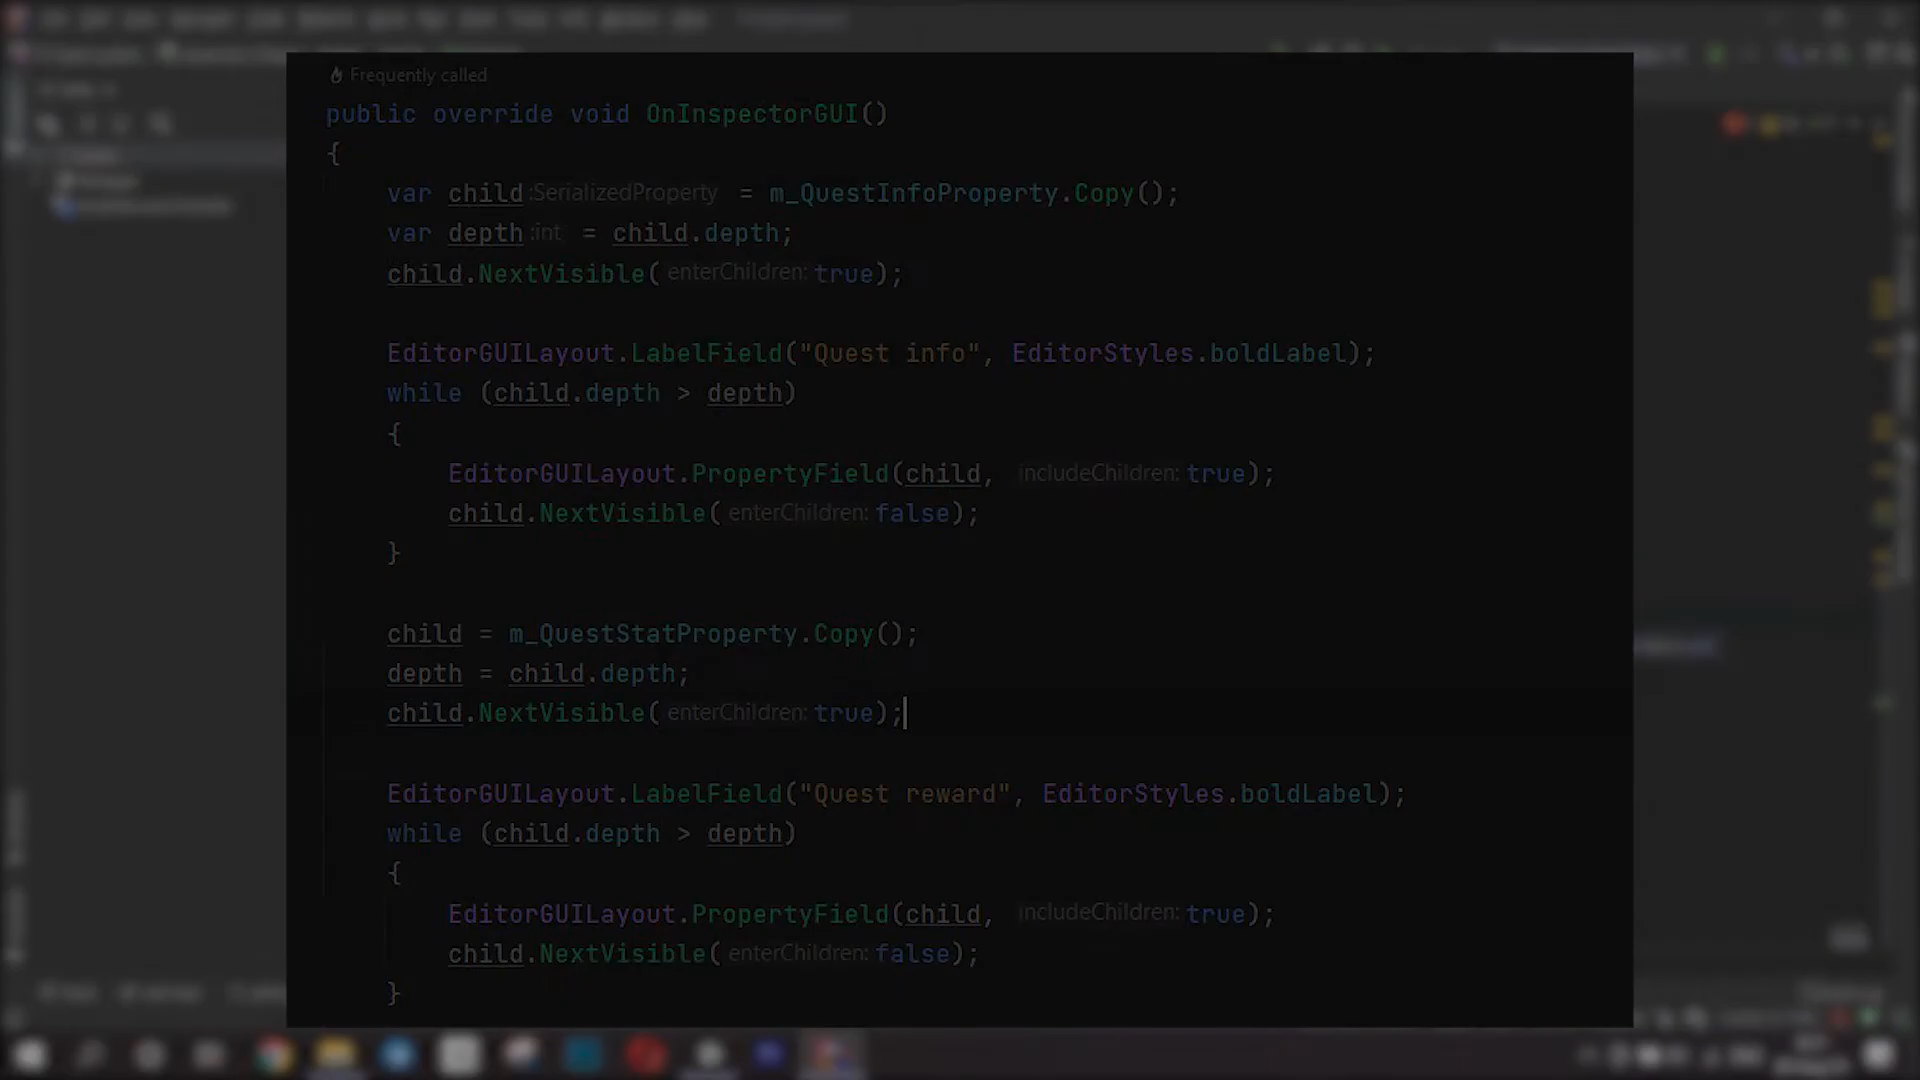 Frequently called
public override void OnInspectorGUI()
{
var child :SerializedProperty = m_QuestInfoProperty.Copy();
var depth :int = child.depth;
child.NextVisible( enterChildren: true);
EditorGUILayout.LabelField("Quest info", EditorStyles.boldLabel);
while (child.depth > depth)
{
EditorGUILayout.PropertyField(child, includeChildren: true);
child.NextVisible( enterChildren: false);
}
child = m_QuestStatProperty.Copy();
depth = child.depth;
child.NextVisible( enterChildren: true);
EditorGUILayout.LabelField("Quest reward", EditorStyles.boldLabel);
while (child.depth > depth)
{
EditorGUILayout.PropertyField(child, includeChildren: true);
child.NextVisible( enterChildren: false);
}